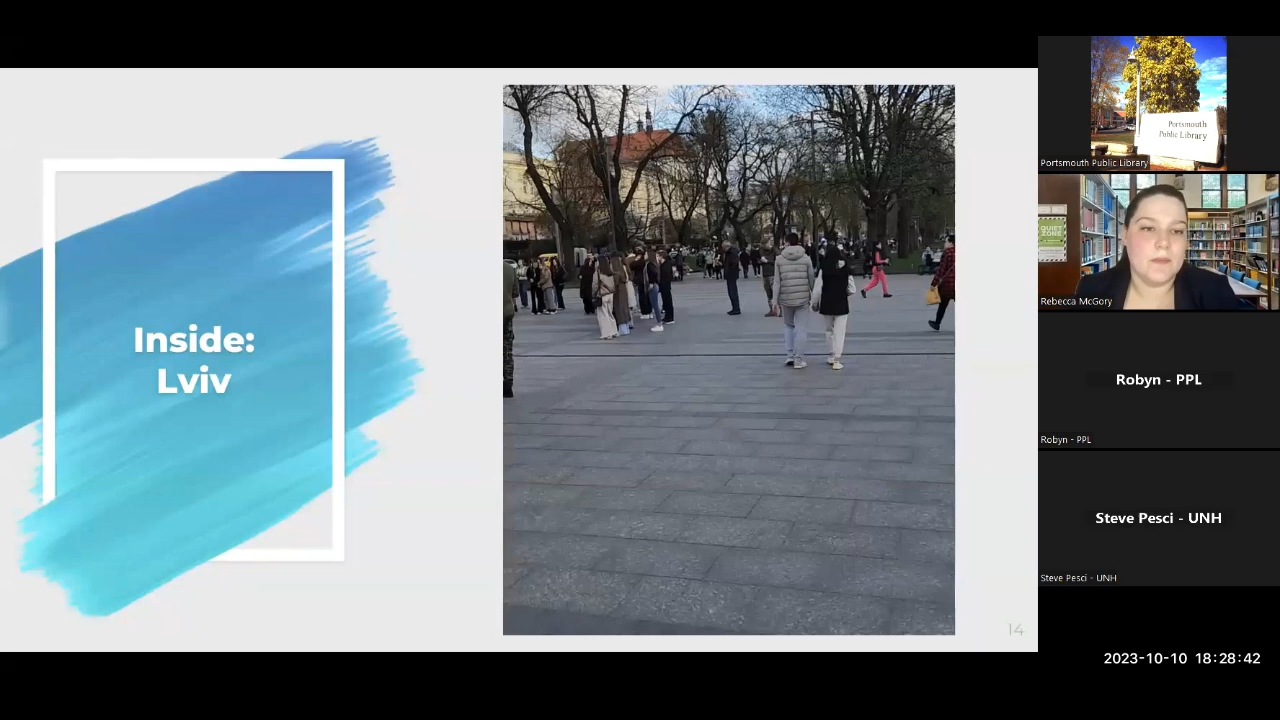 Inside:
Lviv
14
Portsmouth
Public Library
Portsmouth Public Library
QUIET
ZONE
Rebecca McGory
Robyn - PPL
Robyn - PPL
Steve Pesci - UNH
Steve Pesci - UNH
2023-10-10 18:28:42